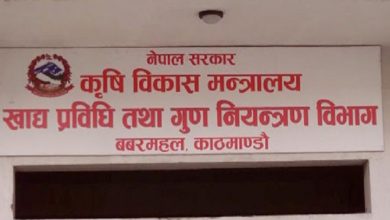 नेपाल सरकार
कृषि विकास मन्त्रालय
खाद्य प्रविधि तथा गुण नियन्त्रण विभाग
बबरमहल, काठमाण्डौ